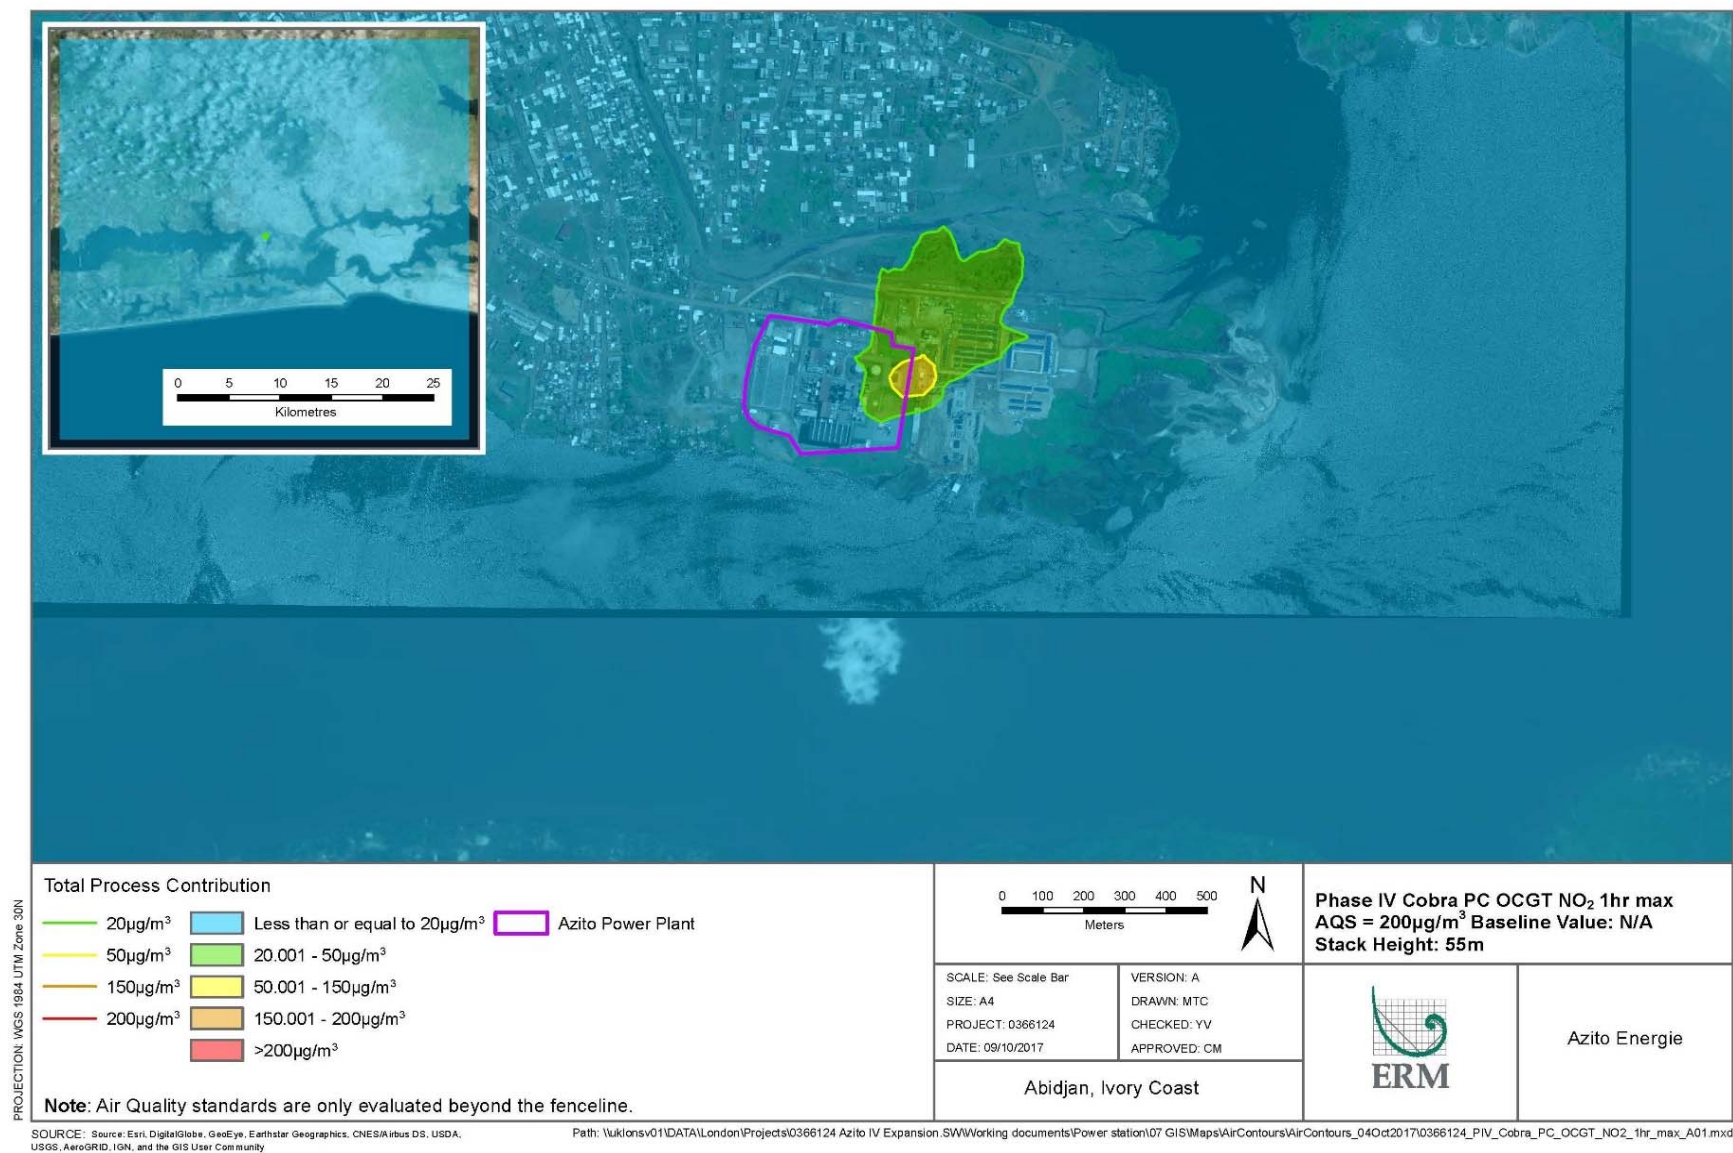 0 5 10 15 20 25
Kilometres
Total Process Contribution
20µg/m³
50µg/m³
150µg/m³
200µg/m³
Less than or equal to 20µg/m³
20.001 - 50µg/m³
50.001 - 150µg/m³
150.001 - 200µg/m³
>200µg/m³
Azito Power Plant
Note: Air Quality standards are only evaluated beyond the fenceline.
0 100 200 300 400 500
Meters
N
SCALE: See Scale Bar
SIZE: A4
PROJECT: 0366124
DATE: 09/10/2017
VERSION: A
DRAWN: MTC
CHECKED: YV
APPROVED: CM
Abidjan, Ivory Coast
Phase IV Cobra PC OCGT NO₂ 1hr max
AQS = 200µg/m³ Baseline Value: N/A
Stack Height: 55m
ERM
Azito Energie
PROJECTION: WGS 1984 UTM Zone 30N
SOURCE: Source: Esri, DigitalGlobe, GeoEye, Earthstar Geographics, CNES/Airbus DS, USDA,
USGS, AeroGRID, IGN, and the GIS User Community
Path: \\uklonsv01\DATA\London\Projects\0366124 Azito IV Expansion.SW\Working documents\Power station\07 GIS\Maps\AirContours\AirContours_04Oct2017\0366124_PIV_Cobra_PC_OCGT_NO2_1hr_max_A01.mxd